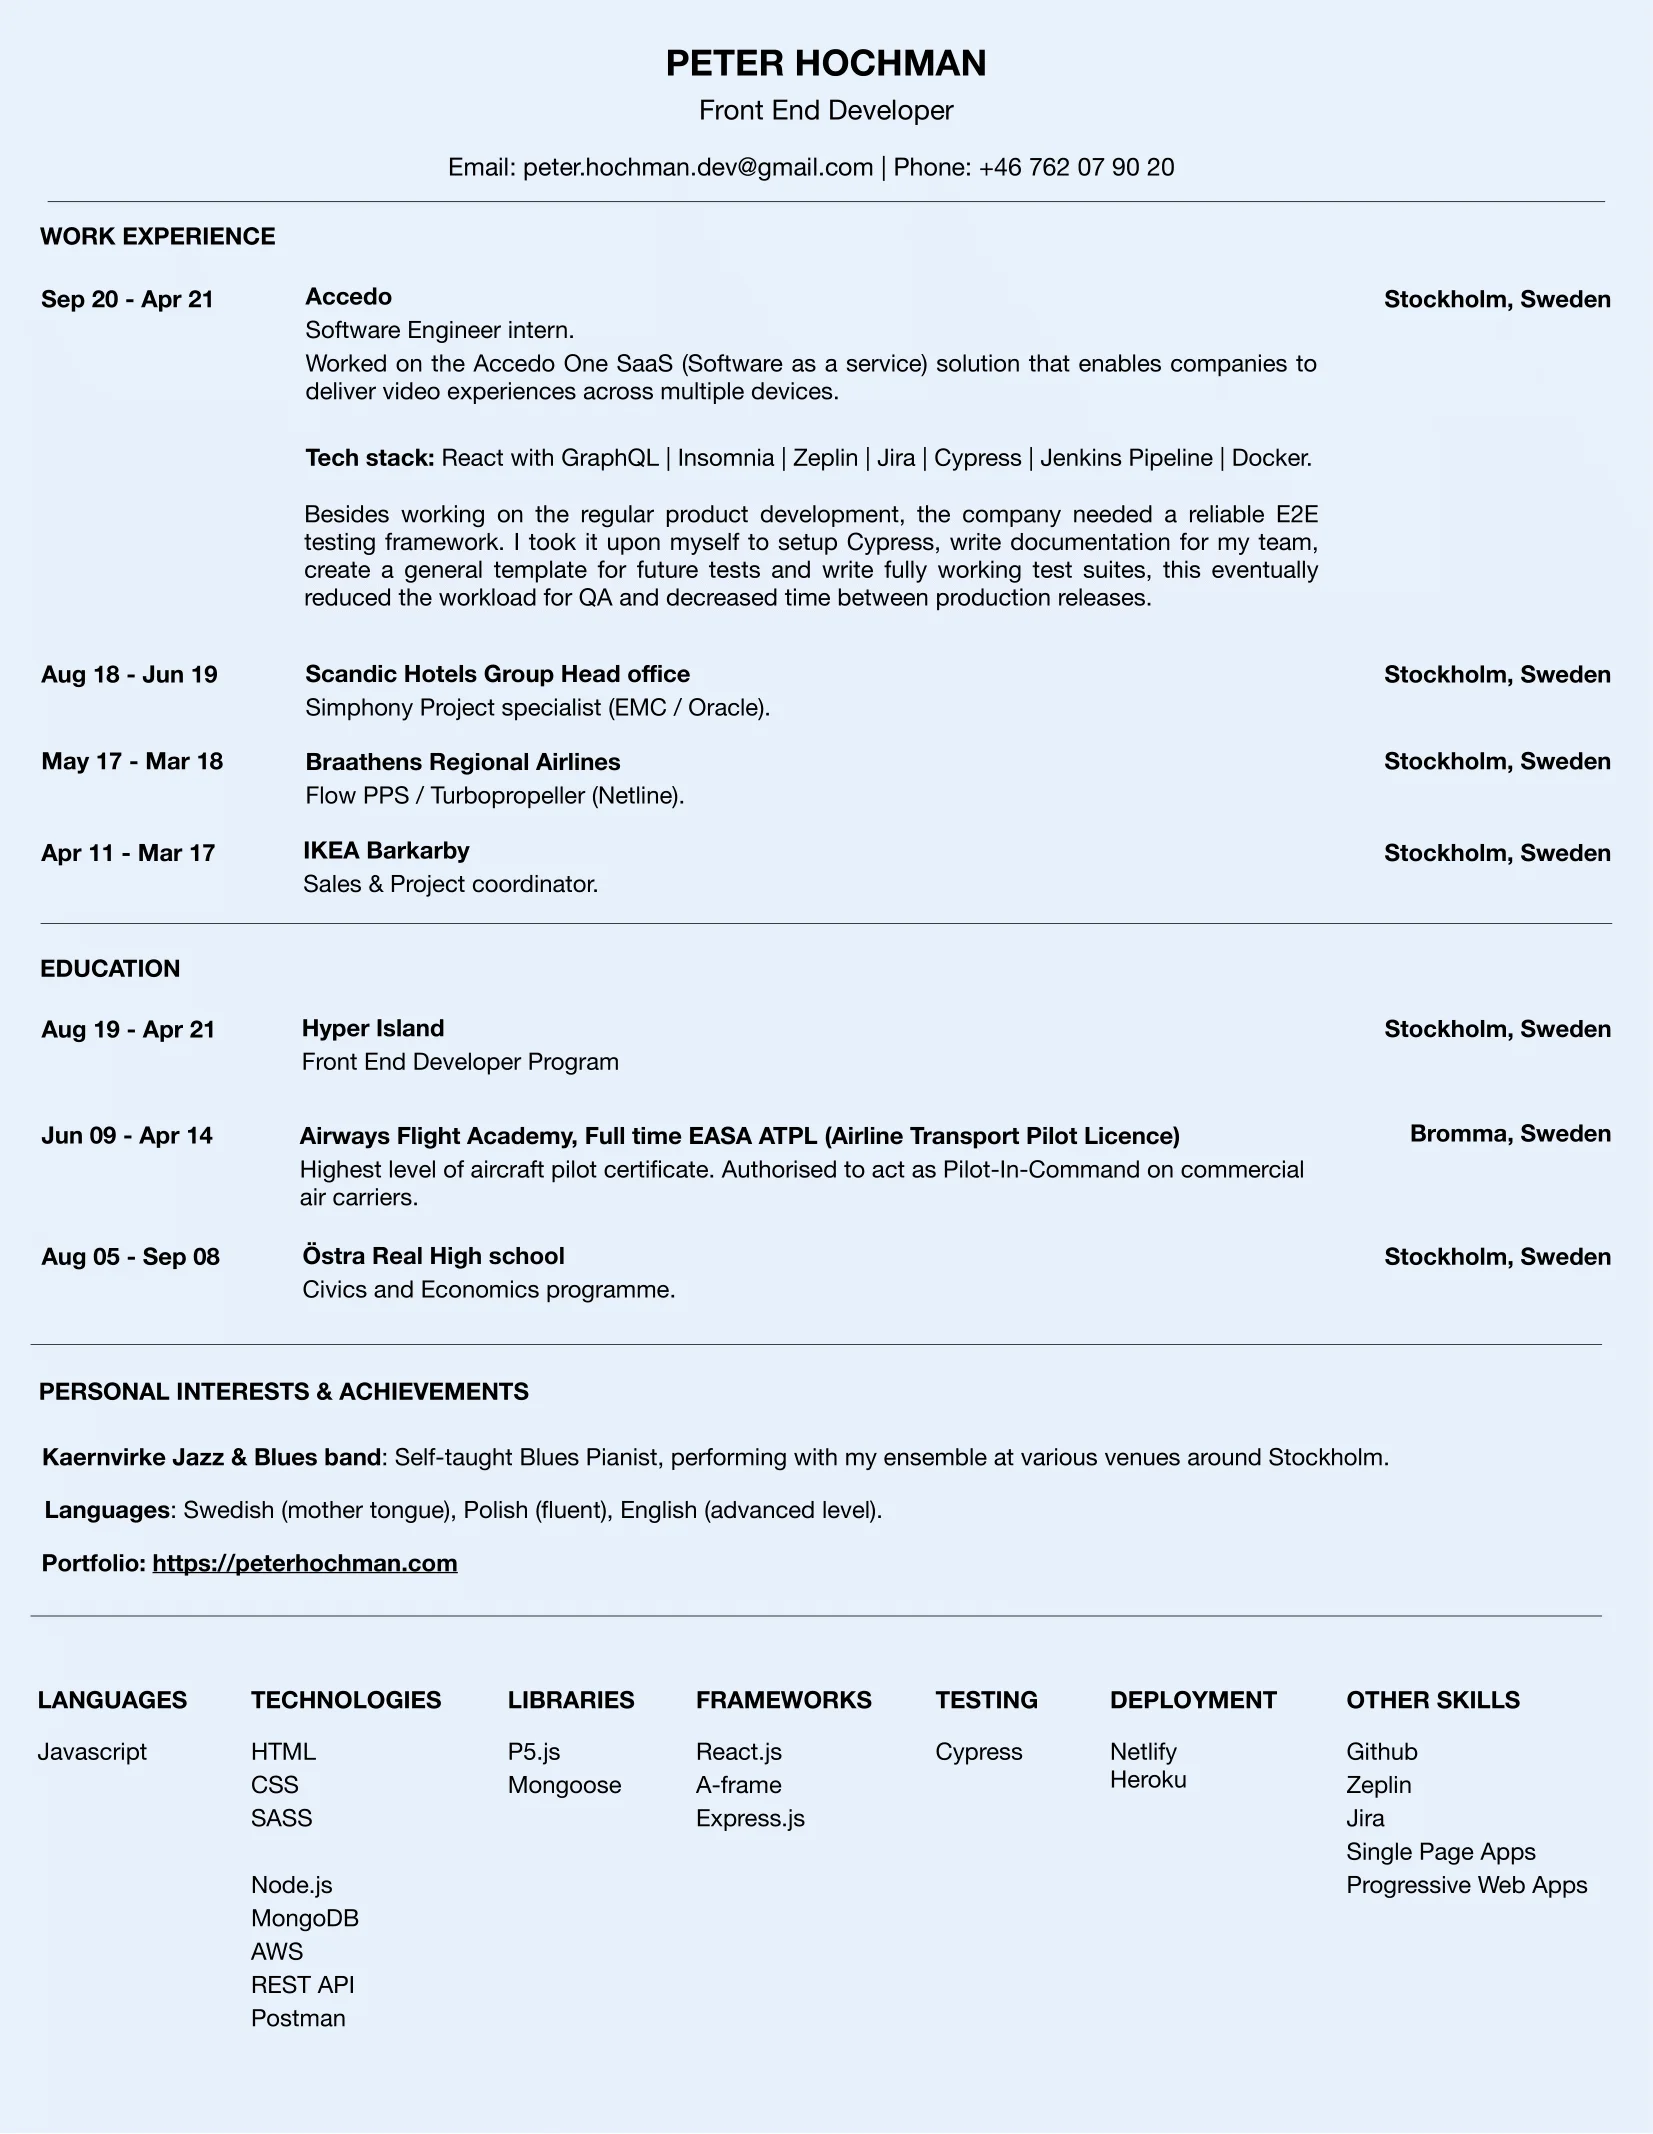 PETER HOCHMAN
Front End Developer
Email: peter.hochman.dev@gmail.com | Phone: +46 762 07 90 20
WORK EXPERIENCE
Sep 20 - Apr 21
Accedo
Stockholm, Sweden
Software Engineer intern.
Worked on the Accedo One SaaS (Software as a service) solution that enables companies to
deliver video experiences across multiple devices.
Tech stack: React with GraphQL | Insomnia | Zeplin | Jira | Cypress | Jenkins Pipeline | Docker.
Besides working on the regular product development, the company needed a reliable E2E
testing framework. I took it upon myself to setup Cypress, write documentation for my team,
create a general template for future tests and write fully working test suites, this eventually
reduced the workload for QA and decreased time between production releases.
Aug 18 - Jun 19
Scandic Hotels Group Head office
Stockholm, Sweden
Simphony Project specialist (EMC / Oracle).
May 17 - Mar 18
Braathens Regional Airlines
Stockholm, Sweden
Flow PPS / Turbopropeller (Netline).
Apr 11 - Mar 17
IKEA Barkarby
Stockholm, Sweden
Sales & Project coordinator.
EDUCATION
Aug 19 - Apr 21
Hyper Island
Stockholm, Sweden
Front End Developer Program
Jun 09 - Apr 14
Airways Flight Academy, Full time EASA ATPL (Airline Transport Pilot Licence)
Bromma, Sweden
Highest level of aircraft pilot certificate. Authorised to act as Pilot-In-Command on commercial
air carriers.
Aug 05 - Sep 08
Östra Real High school
Stockholm, Sweden
Civics and Economics programme.
PERSONAL INTERESTS & ACHIEVEMENTS
Kaernvirke Jazz & Blues band: Self-taught Blues Pianist, performing with my ensemble at various venues around Stockholm.
Languages: Swedish (mother tongue), Polish (fluent), English (advanced level).
Portfolio: https://peterhochman.com
LANGUAGES
Javascript
TECHNOLOGIES
HTML
CSS
SASS
Node.js
MongoDB
AWS
REST API
Postman
LIBRARIES
P5.js
Mongoose
FRAMEWORKS
React.js
A-frame
Express.js
TESTING
Cypress
DEPLOYMENT
Netlify
Heroku
OTHER SKILLS
Github
Zeplin
Jira
Single Page Apps
Progressive Web Apps